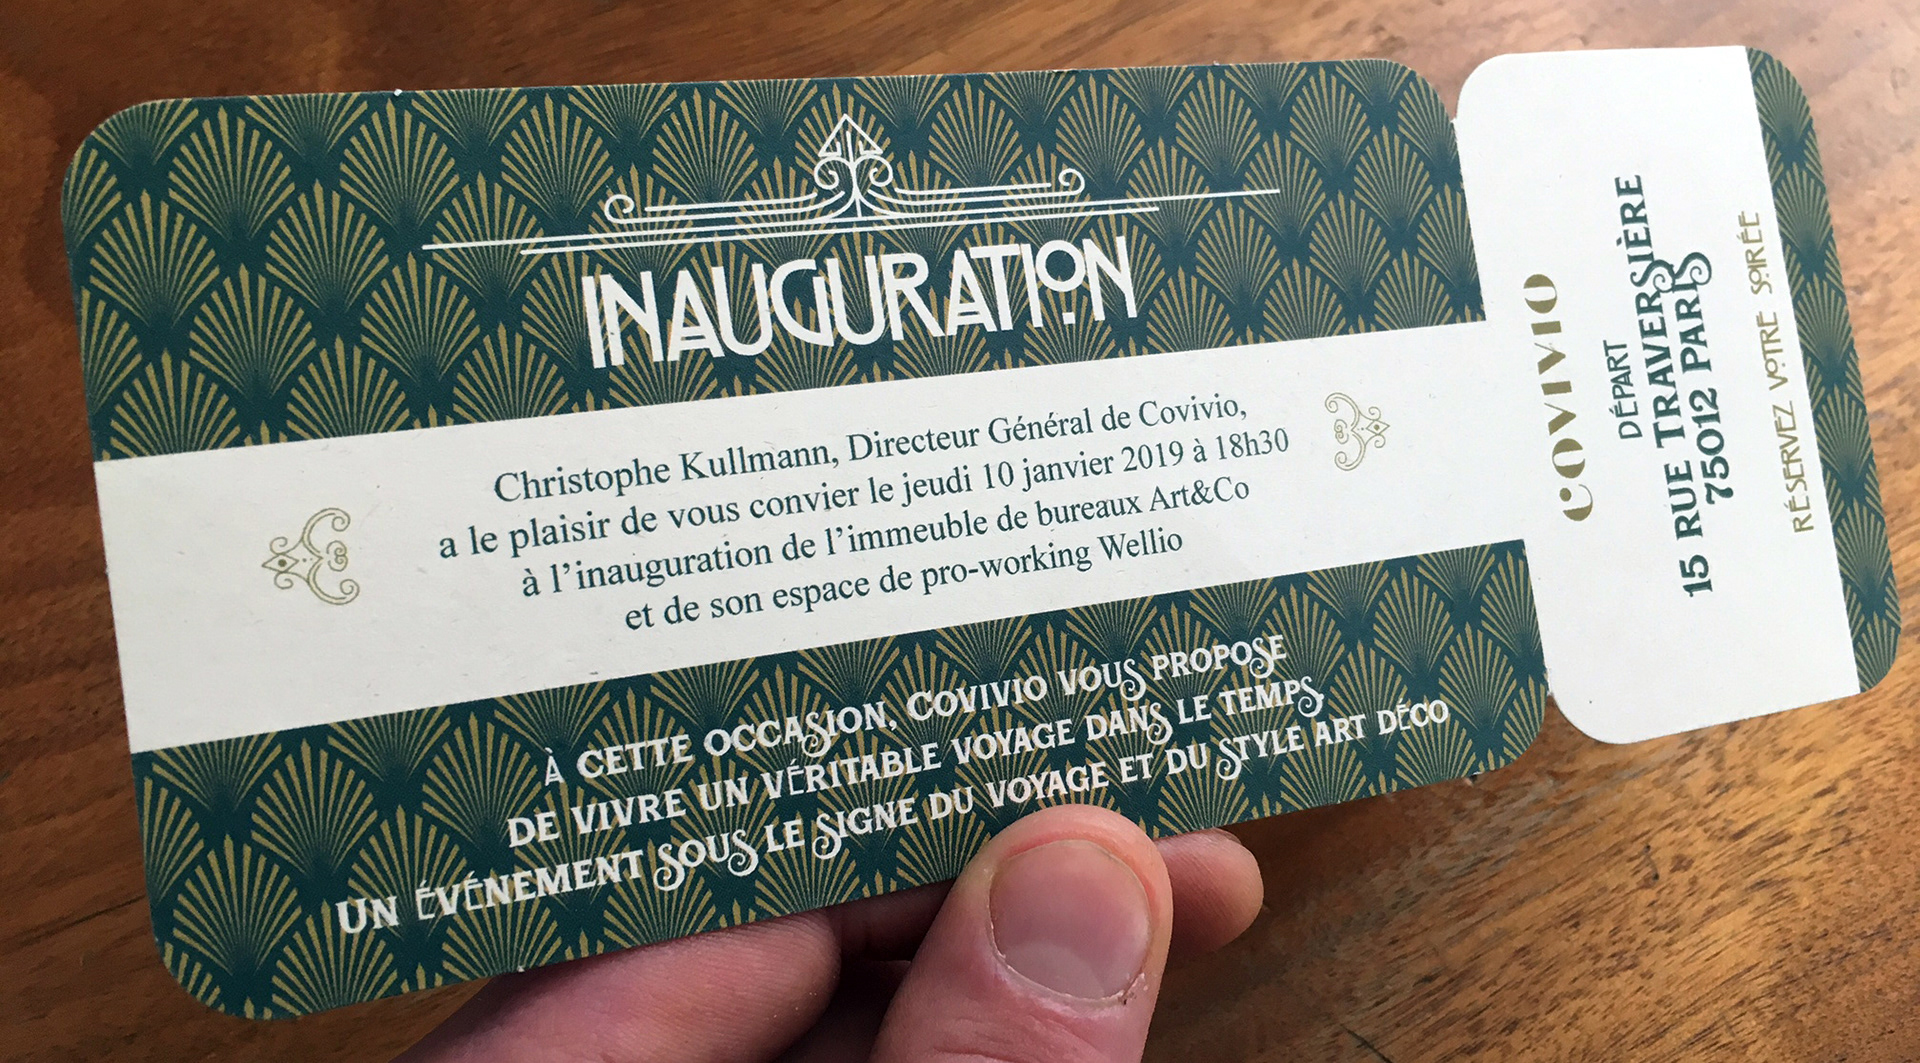 INAUGURATION
Christophe Kullmann, Directeur Général de Covivio,
a le plaisir de vous convier le jeudi 10 janvier 2019 à 18h30
à l’inauguration de l’immeuble de bureaux Art&Co
et de son espace de pro-working Wellio
À CETTE OCCASION, COVIVIO VOUS PROPOSE
DE VIVRE UN VÉRITABLE VOYAGE DANS LE TEMPS
UN ÉVÉNEMENT SOUS LE SIGNE DU VOYAGE ET DU STYLE ART DÉCO
COVIVIO
DÉPART
15 RUE TRAVERSIÈRE
75012 PARIS
RÉSERVEZ VOTRE SOIRÉE